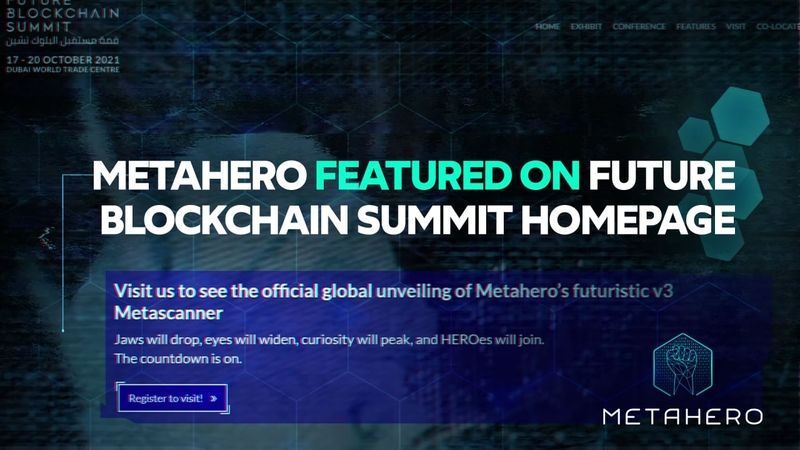 FUTURE
BLOCKCHAIN
SUMMIT
قمة مستقبل البلوك تشين
17 - 20 OCTOBER 2021
DUBAI WORLD TRADE CENTRE
HOME EXHIBIT CONFERENCE FEATURES VISIT CO-LOCATE
METAHERO FEATURED ON FUTURE
BLOCKCHAIN SUMMIT HOMEPAGE
Visit us to see the official global unveiling of Metahero's futuristic v3
Metascanner
Jaws will drop, eyes will widen, curiosity will peak, and HEROes will join.
The countdown is on.
Register to visit! »
METAHERO